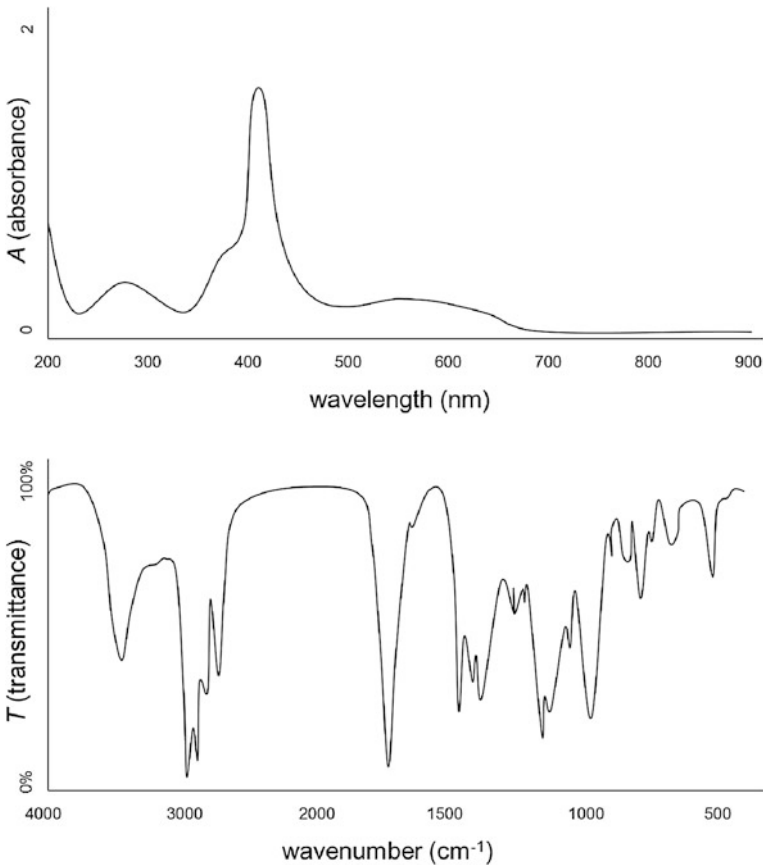 2
A (absorbance)
0
200 300 400 500 600 700 800 900
wavelength (nm)
100%
T (transmittance)
0%
4000 3000 2000 1500 1000 500
wavenumber (cm⁻¹)